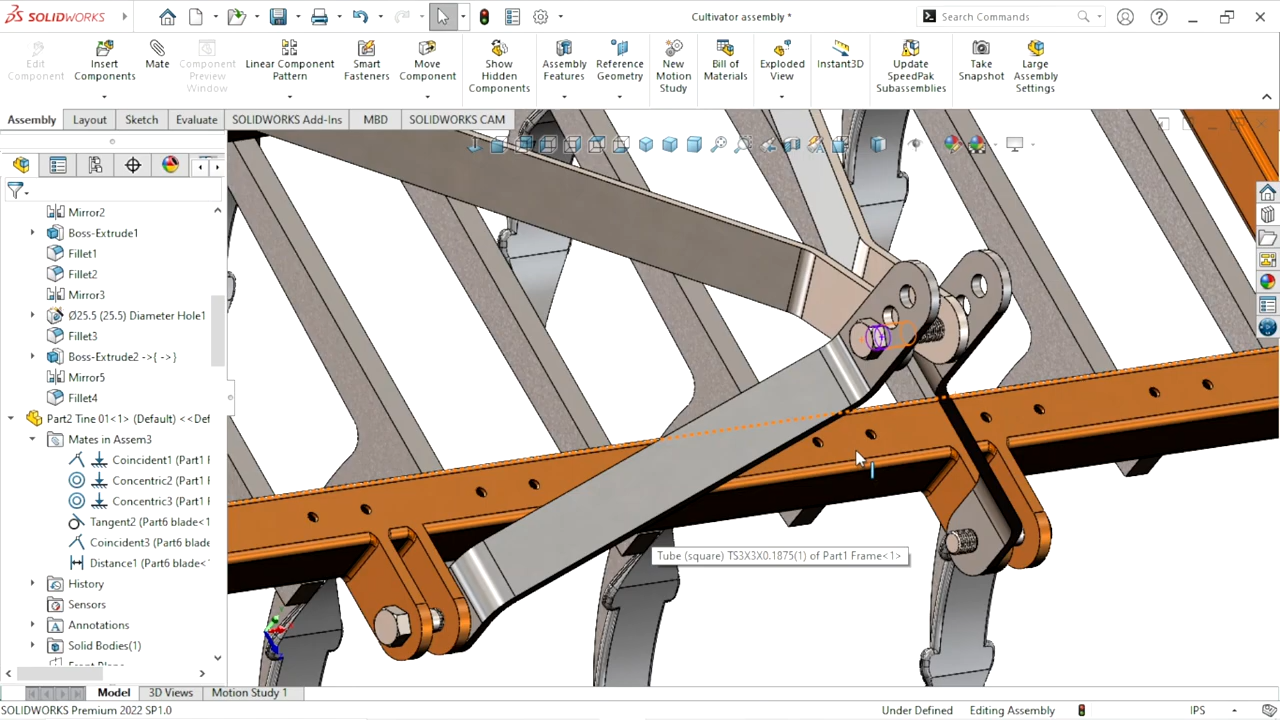 SOLIDWORKS
Cultivator assembly *
Search Commands
Edit Component
Insert Components
Mate
Component Preview Window
Linear Component Pattern
Smart Fasteners
Move Component
Show Hidden Components
Assembly Features
Reference Geometry
New Motion Study
Bill of Materials
Exploded View
Instant3D
Update SpeedPak Subassemblies
Take Snapshot
Large Assembly Settings
Assembly
Layout
Sketch
Evaluate
SOLIDWORKS Add-Ins
MBD
SOLIDWORKS CAM
Mirror2
Boss-Extrude1
Fillet1
Fillet2
Mirror3
Ø25.5 (25.5) Diameter Hole1
Fillet3
Boss-Extrude2 ->{ ->}
Mirror5
Fillet4
Part2 Tine 01<1> (Default) <<Def
Mates in Assem3
Coincident1 (Part1 F
Concentric2 (Part1 F
Concentric3 (Part1 F
Tangent2 (Part6 blade<1
Coincident3 (Part6 blade<
Distance1 (Part6 blade<1
History
Sensors
Annotations
Solid Bodies(1)
Tube (square) TS3X3X0.1875(1) of Part1 Frame<1>
Model
3D Views
Motion Study 1
SOLIDWORKS Premium 2022 SP1.0
Under Defined
Editing Assembly
IPS